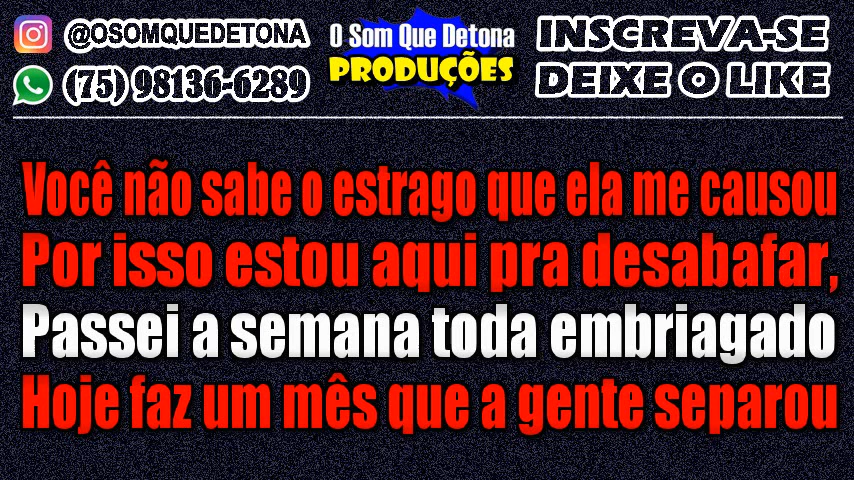 @OSOMQUEDETONA
(75) 98136-6289
O Som Que Detona
PRODUÇÕES
INSCREVA-SE
DEIXE O LIKE
Você não sabe o estrago que ela me causou
Por isso estou aqui pra desabafar,
Passei a semana toda embriagado
Hoje faz um mês que a gente separou